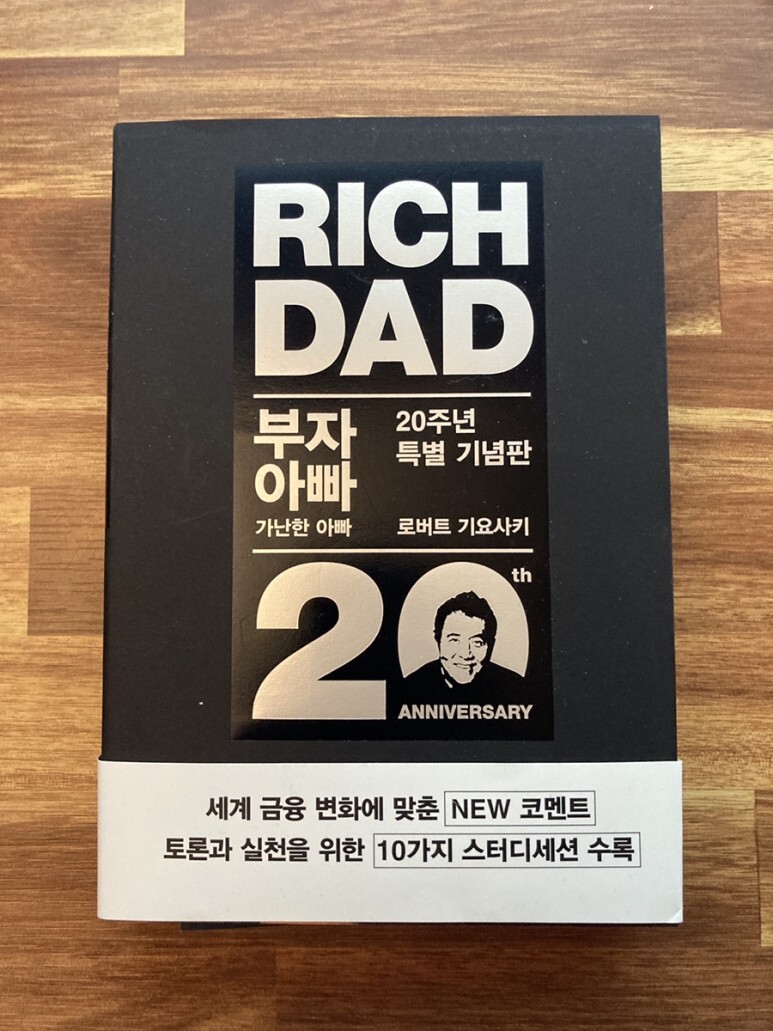 RICH
DAD
부자
아빠
가난한 아빠
20주년
특별 기념판
로버트 기요사키
20th
ANNIVERSARY
세계 금융 변화에 맞춘 NEW 코멘트
토론과 실천을 위한 10가지 스터디세션 수록